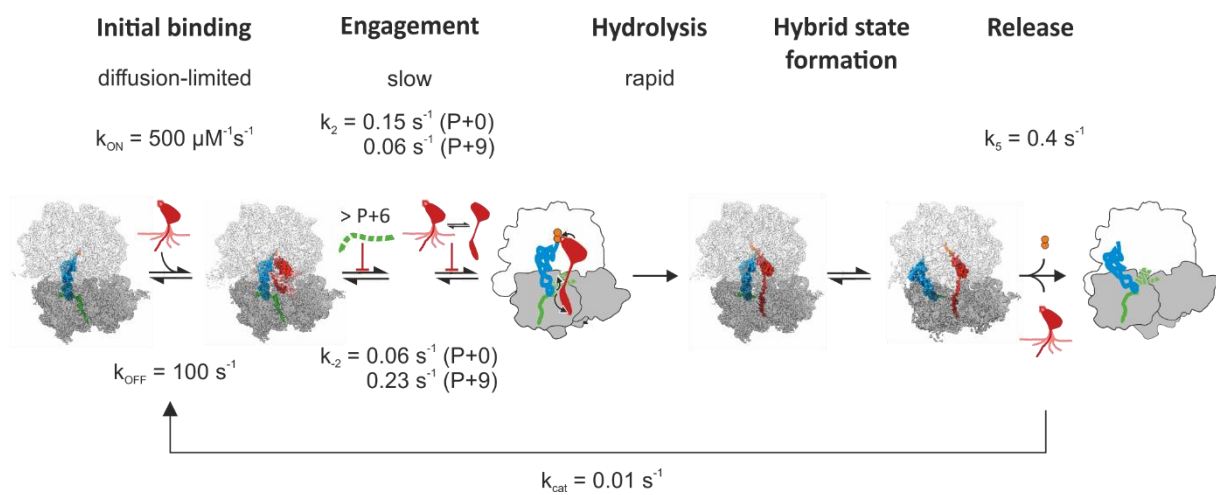 Initial binding
Engagement
Hydrolysis
Hybrid state
formation
Release
diffusion-limited
slow
rapid
kON = 500 µM-1s-1
k2 = 0.15 s-1 (P+0)
0.06 s-1 (P+9)
k5 = 0.4 s-1
> P+6
kOFF = 100 s-1
k-2 = 0.06 s-1 (P+0)
0.23 s-1 (P+9)
kcat = 0.01 s-1